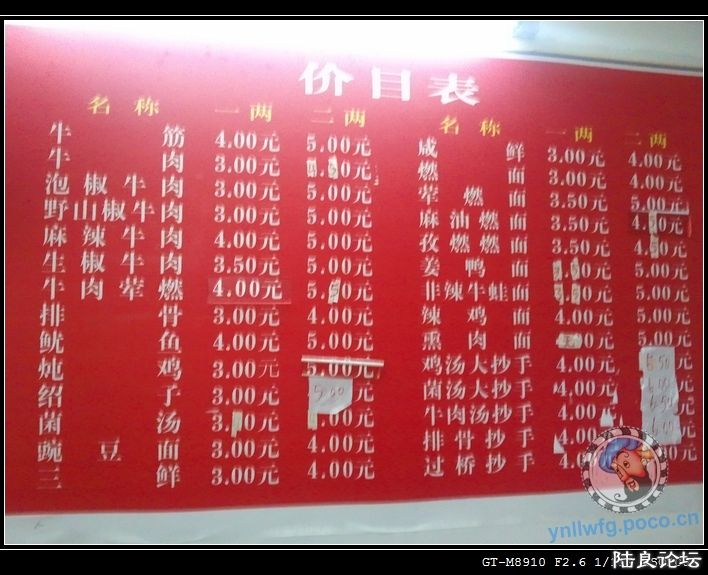 价目表
名称 一两 二两
牛筋 4.00元 5.00元
牛肉 3.00元
泡椒牛肉 3.00元 5.00元
野山椒牛肉 3.00元 5.00元
麻辣牛肉 4.00元 5.00元
生椒牛肉 3.50元 5.00元
牛肉荤燃 4.00元
排骨 3.00元 4.00元
鱿鱼 4.00元 5.00元
炖鸡 3.00元 5.00元
绍子 3.00元 5.00
菌汤
豌豆面 3.00元 4.00元
三鲜 3.00元 4.00元
名称 一两 二两
咸鲜 3.00元 4.00元
燃面 3.00元 4.00元
荤燃面 3.50元 5.00元
麻油燃面 3.50元
孜燃燃面 3.50元
姜鸭面 5.00元
非辣牛蛙面 5.00元
辣鸡面 4.00元 5.00元
熏肉面 5.00元
鸡汤大抄手 4.00元
菌汤大抄手 4.00元
牛肉汤抄手 4.00元
排骨抄手 4.00元
过桥抄手
ynllwfg.poco.cn
GT-M8910 F2.6
陆良论坛